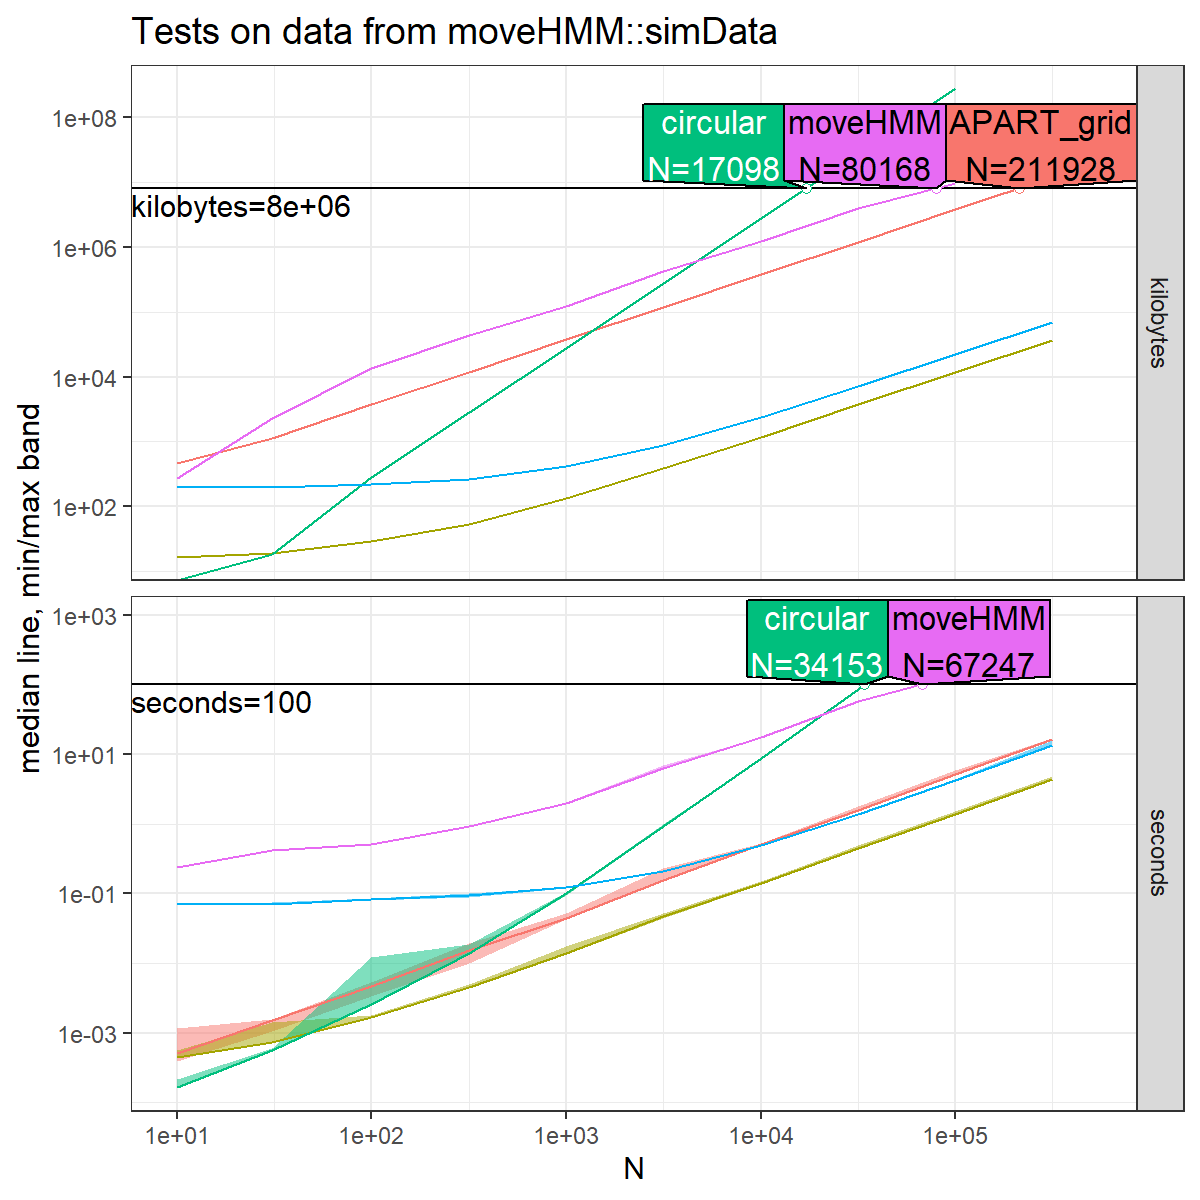 Tests on data from moveHMM::simData
1e+08
1e+06
1e+04
1e+02
circular
N=17098
moveHMM
N=80168
APART_grid
N=211928
kilobytes=8e+06
kilobytes
median line, min/max band
1e+03
1e+01
1e-01
1e-03
circular
N=34153
moveHMM
N=67247
seconds=100
seconds
1e+01
1e+02
1e+03
1e+04
1e+05
N